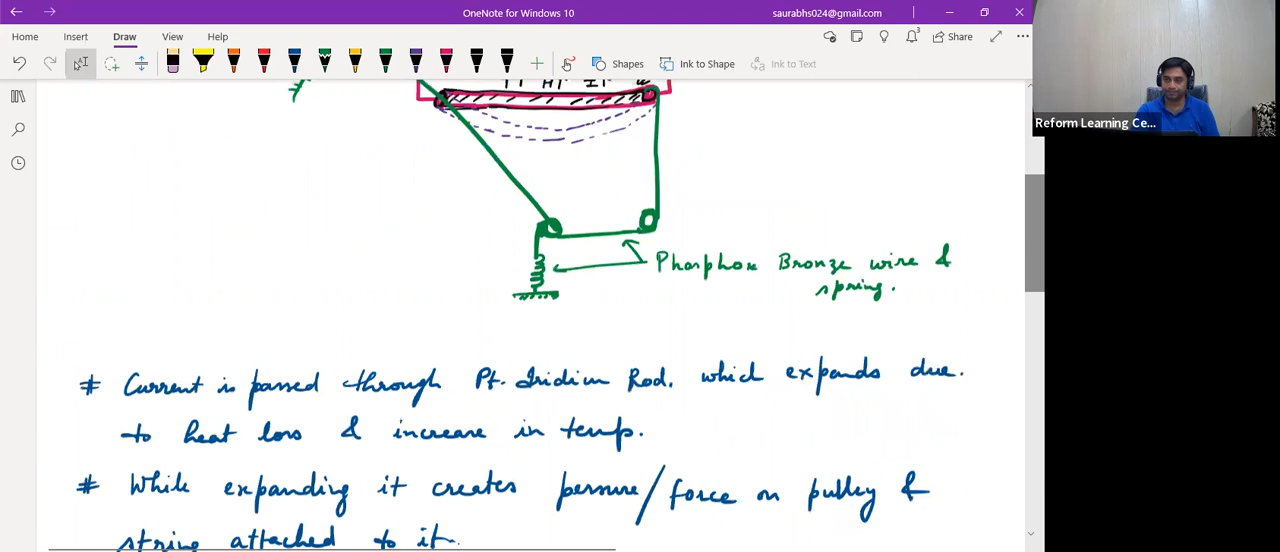 OneNote for Windows 10
saurabhs024@gmail.com
Home Insert Draw View Help
Share
Shapes
Ink to Shape
Ink to Text
Reform Learning Ce...
Phosphor Bronze wire &
spring.
# Current is passed through Pt. Iridium Rod. which expands due.
to heat loss & increase in temp.
# While expanding it creates pressure/force on pulley &
string attached to it.